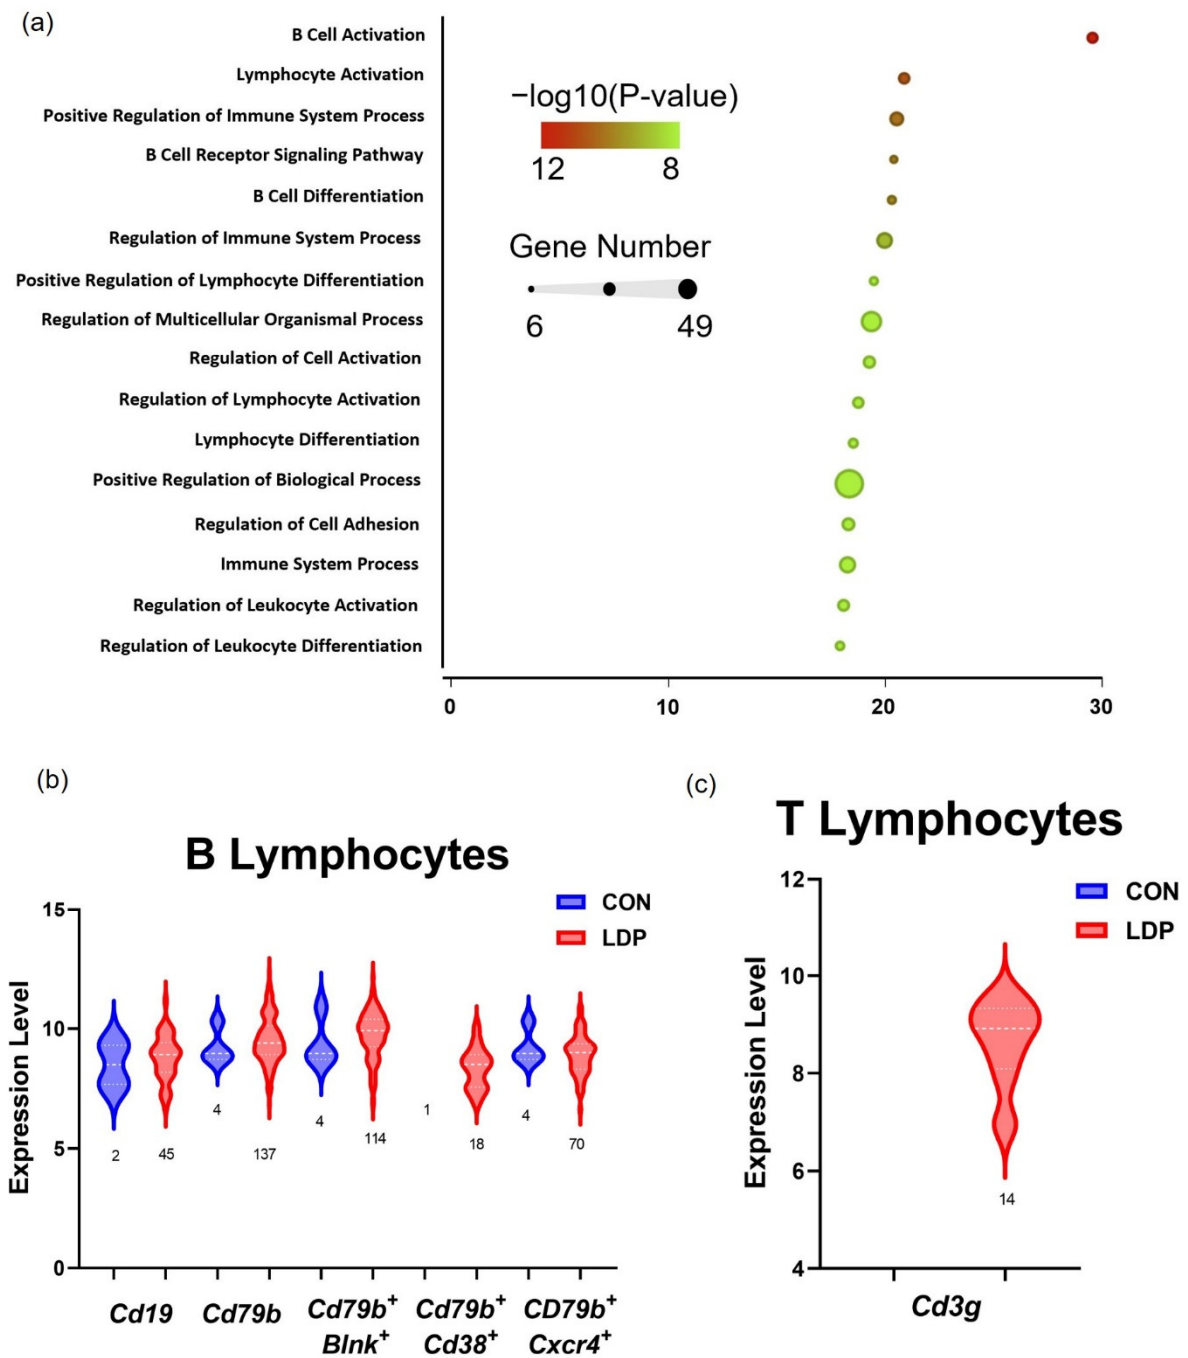 (a)
B Cell Activation
Lymphocyte Activation
Positive Regulation of Immune System Process
B Cell Receptor Signaling Pathway
B Cell Differentiation
Regulation of Immune System Process
Positive Regulation of Lymphocyte Differentiation
Regulation of Multicellular Organismal Process
Regulation of Cell Activation
Regulation of Lymphocyte Activation
Lymphocyte Differentiation
Positive Regulation of Biological Process
Regulation of Cell Adhesion
Immune System Process
Regulation of Leukocyte Activation
Regulation of Leukocyte Differentiation
−log10(P-value)
12 8
Gene Number
6 49
0 10 20 30
(b)
B Lymphocytes
CON
LDP
Expression Level
15
10
5
0
2 45 4 137 4 114 1 18 4 70
Cd19 Cd79b Cd79b+ Cd79b+ CD79b+
Blnk+ Cd38+ Cxcr4+
(c)
T Lymphocytes
CON
LDP
Expression Level
12
10
8
6
4
14
Cd3g